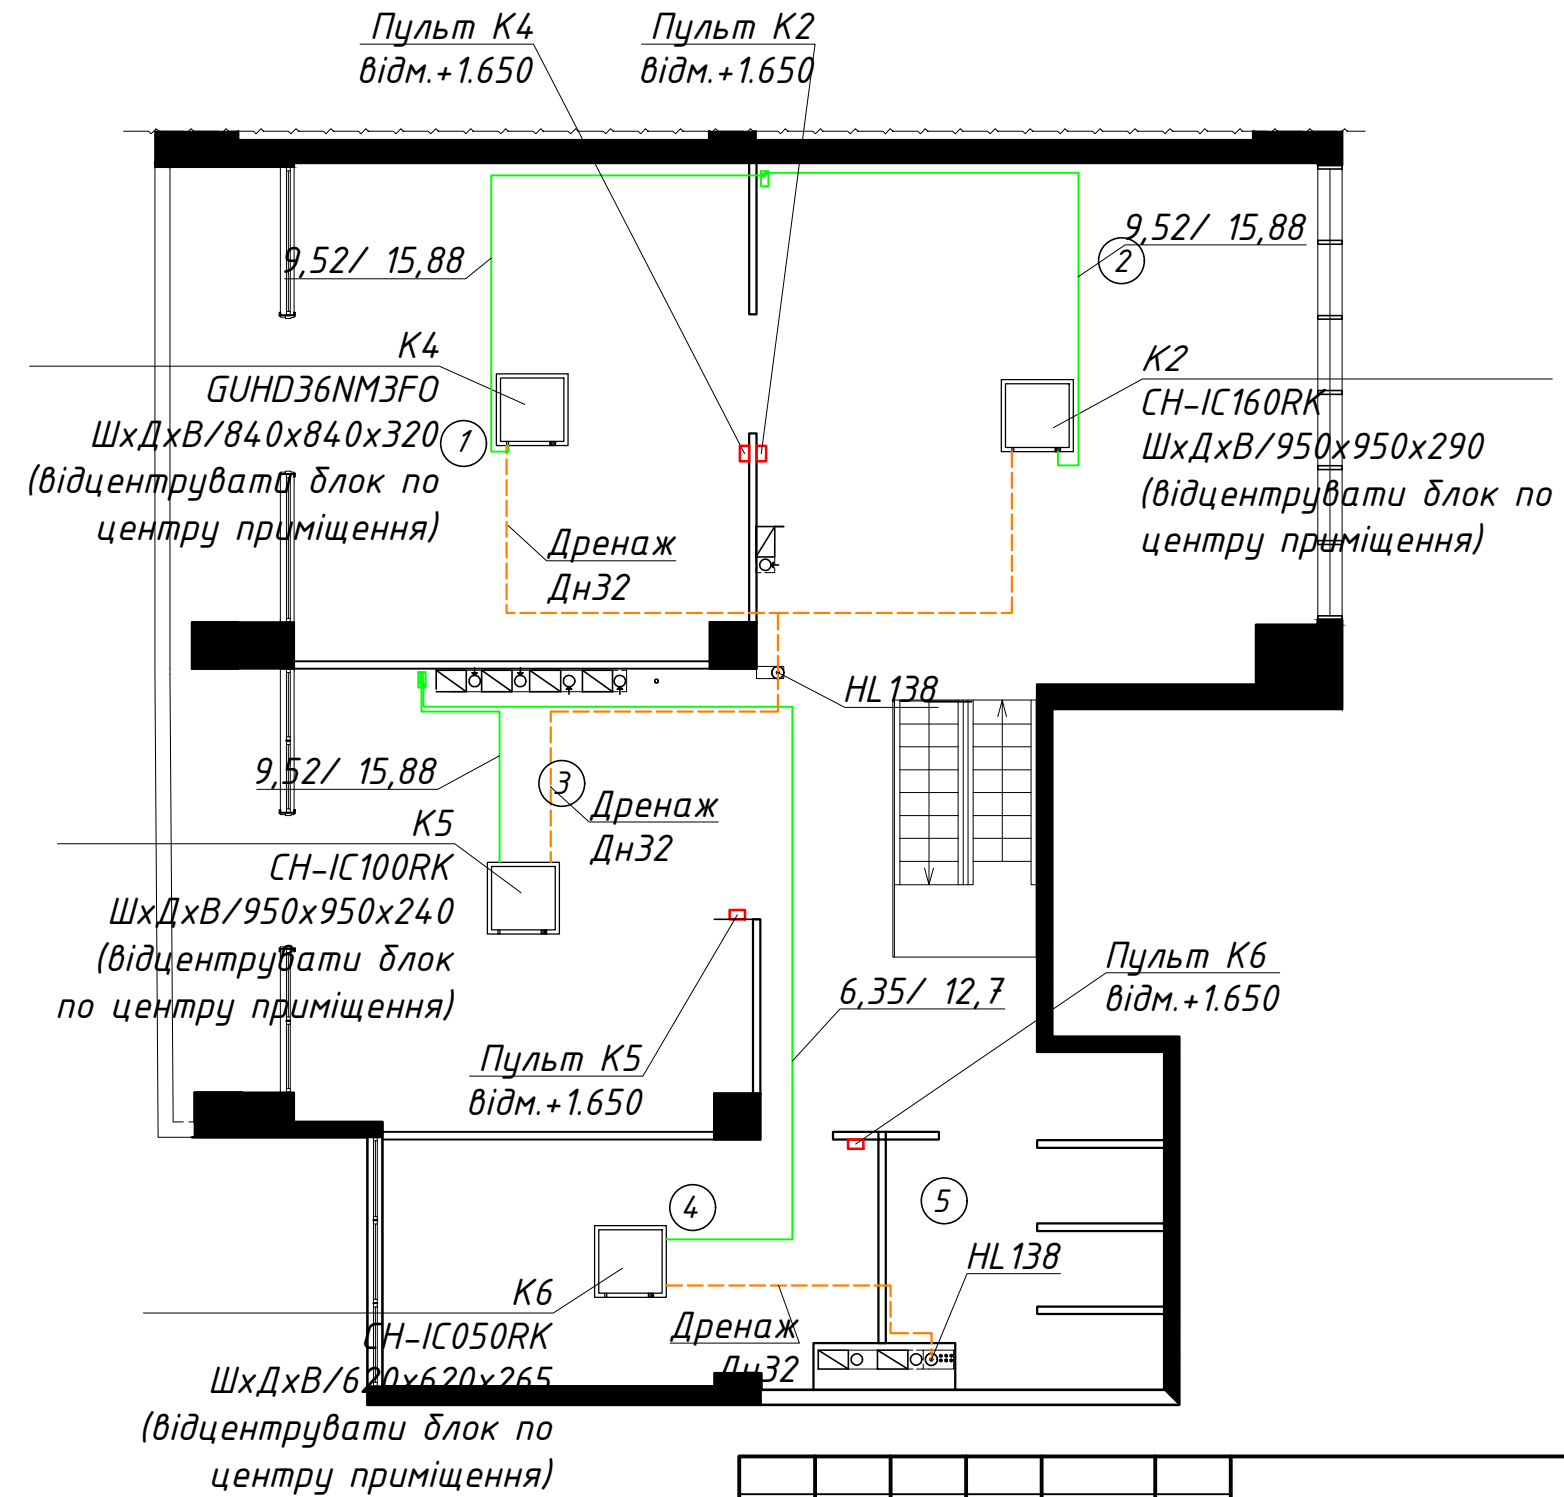 Пульт К4
відм.+1.650
Пульт К2
відм.+1.650
9,52/ 15,88
9,52/ 15,88
2
К4
GUHD36NM3FO
ШхДхВ/840х840х320
(відцентрувати блок по
центру приміщення)
1
К2
CH-IC160RK
ШхДхВ/950х950х290
(відцентрувати блок по
центру приміщення)
Дренаж
Дн32
HL138
9,52/ 15,88
3
Дренаж
Дн32
К5
CH-IC100RK
ШхДхВ/950х950х240
(відцентрувати блок
по центру приміщення)
Пульт К6
відм.+1.650
6,35/ 12,7
Пульт К5
відм.+1.650
4
5
HL138
К6
CH-IC050RK
ШхДхВ/620х620х265
(відцентрувати блок по
центру приміщення)
Дренаж
Дн32